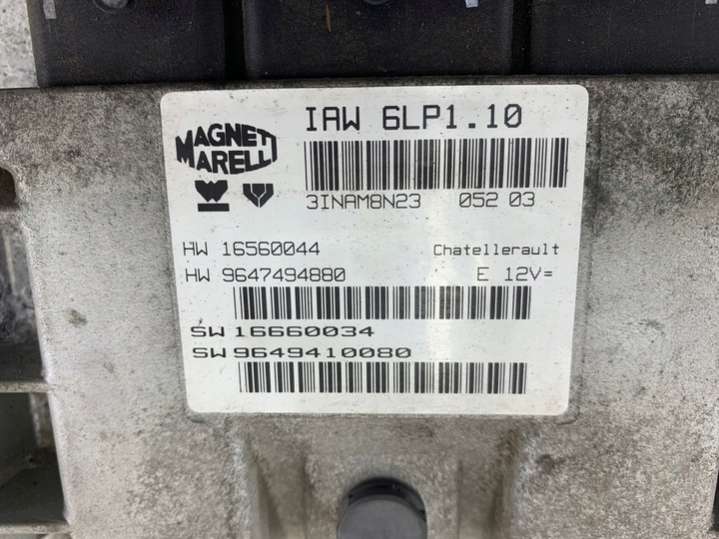 MAGNETI
MARELLI
IAW 6LP1.10
3INAM8N23 052 03
HW 16560044 Chatellerault
HW 9647494880 E 12V=
SW 16660034
SW 9649410080